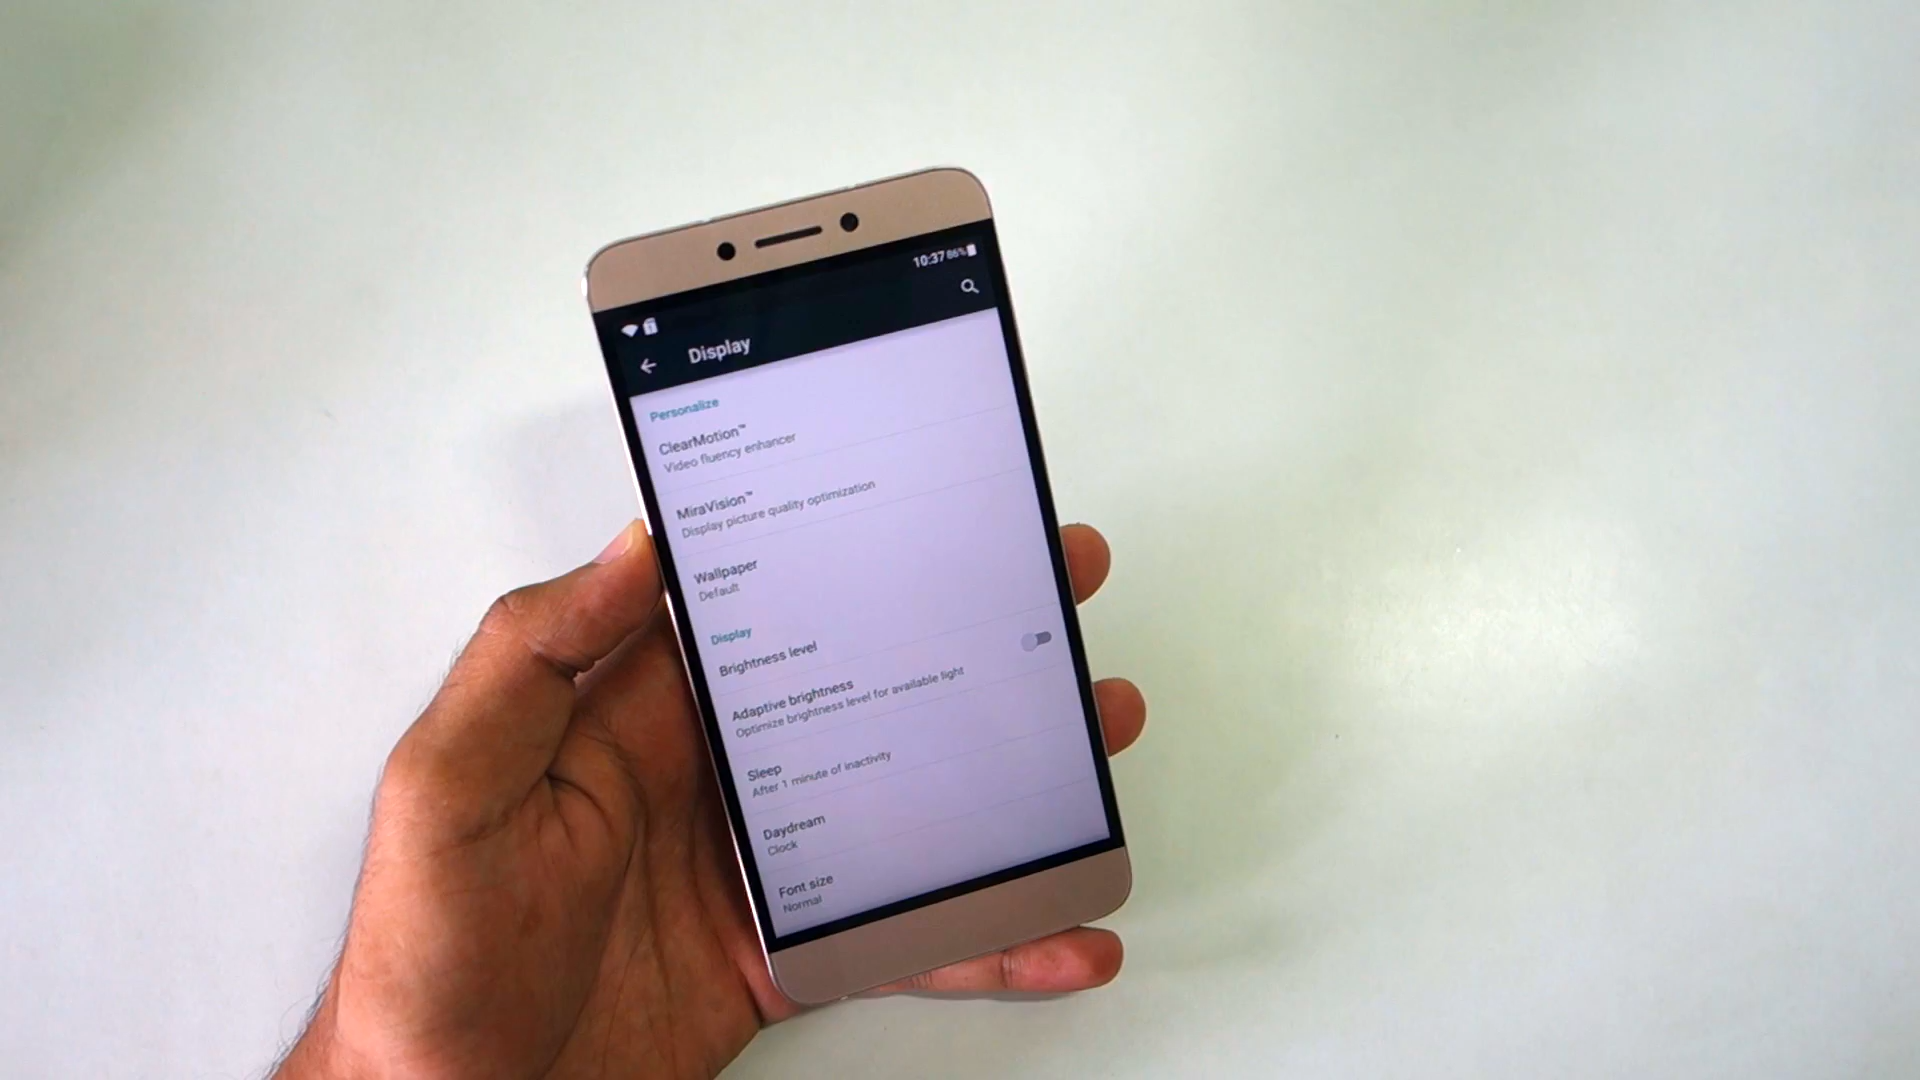 10:37 86%
Display
Personalize
ClearMotion™
Video fluency enhancer
MiraVision™
Display picture quality optimization
Wallpaper
Default
Display
Brightness level
Adaptive brightness
Optimize brightness level for available light
Sleep
After 1 minute of inactivity
Daydream
Clock
Font size
Normal